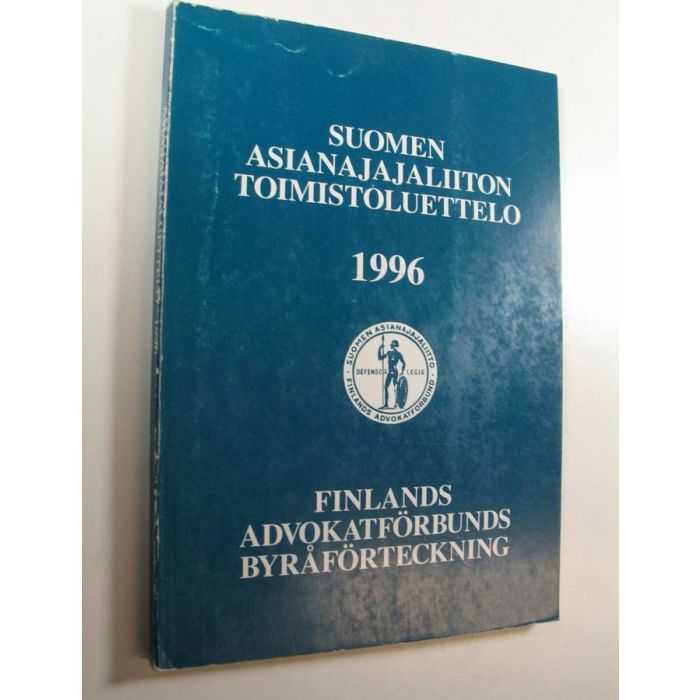 SUOMEN
ASIANAJAJALIITON
TOIMISTOLUETTELO
1996
· SUOMEN ASIANAJAJALIITTO ·
DEFENSOR LEGIS
FINLANDS ADVOKATFÖRBUND
FINLANDS
ADVOKATFÖRBUNDS
BYRÅFÖRTECKNING